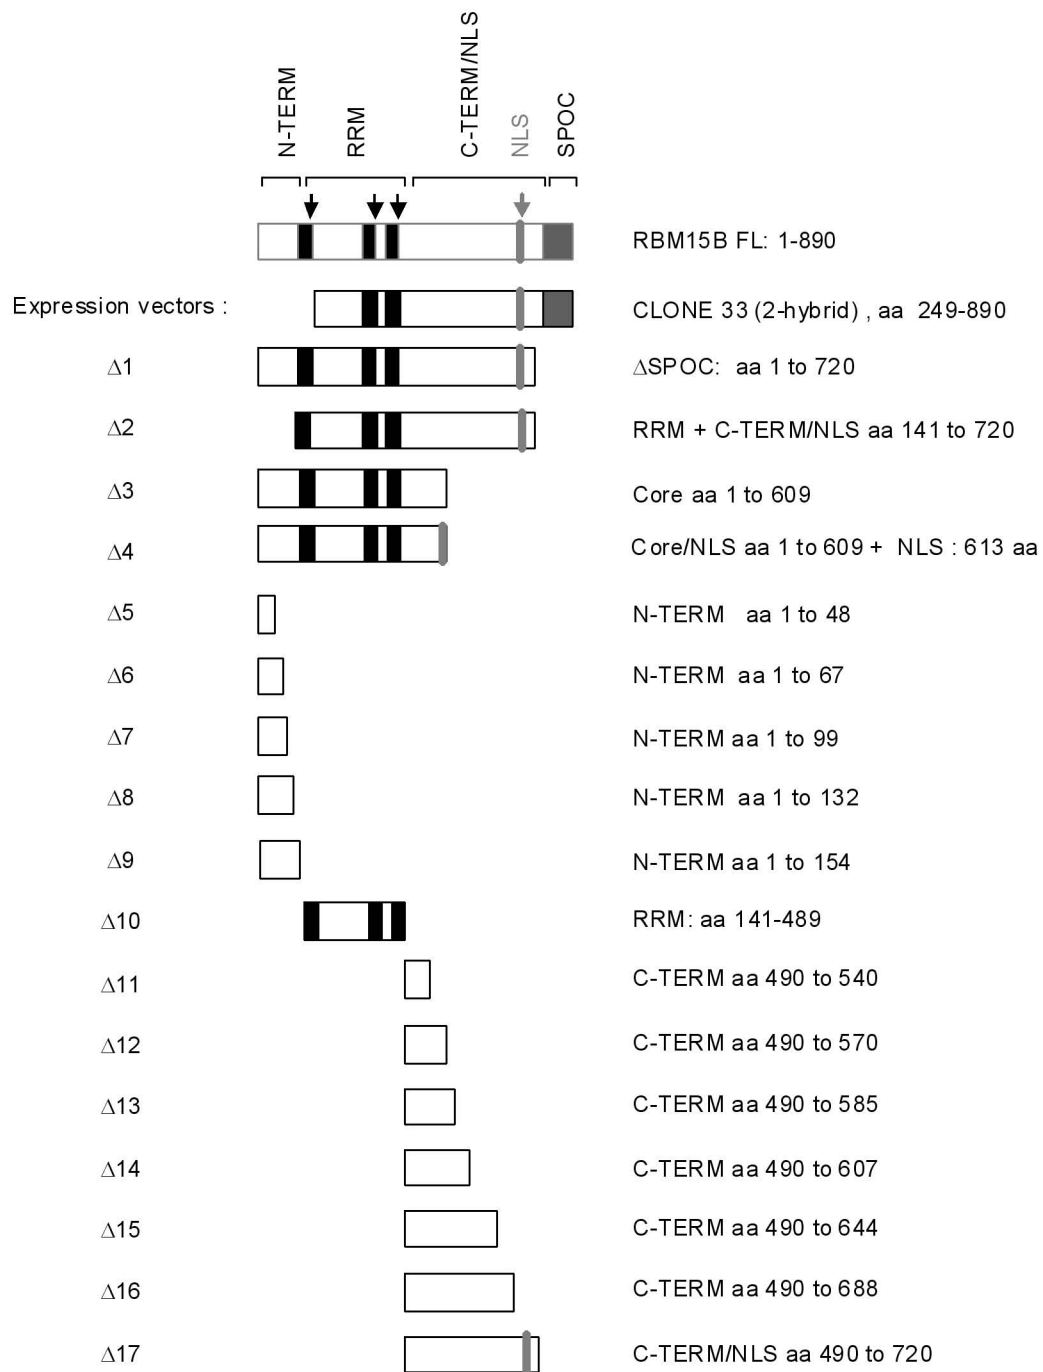 N-TERM
RRM
C-TERM/NLS
NLS
SPOC
RBM15B FL: 1-890
Expression vectors :
CLONE 33 (2-hybrid) , aa 249-890
Δ1
ΔSPOC: aa 1 to 720
Δ2
RRM + C-TERM/NLS aa 141 to 720
Δ3
Core aa 1 to 609
Δ4
Core/NLS aa 1 to 609 + NLS : 613 aa
Δ5
N-TERM aa 1 to 48
Δ6
N-TERM aa 1 to 67
Δ7
N-TERM aa 1 to 99
Δ8
N-TERM aa 1 to 132
Δ9
N-TERM aa 1 to 154
Δ10
RRM: aa 141-489
Δ11
C-TERM aa 490 to 540
Δ12
C-TERM aa 490 to 570
Δ13
C-TERM aa 490 to 585
Δ14
C-TERM aa 490 to 607
Δ15
C-TERM aa 490 to 644
Δ16
C-TERM aa 490 to 688
Δ17
C-TERM/NLS aa 490 to 720